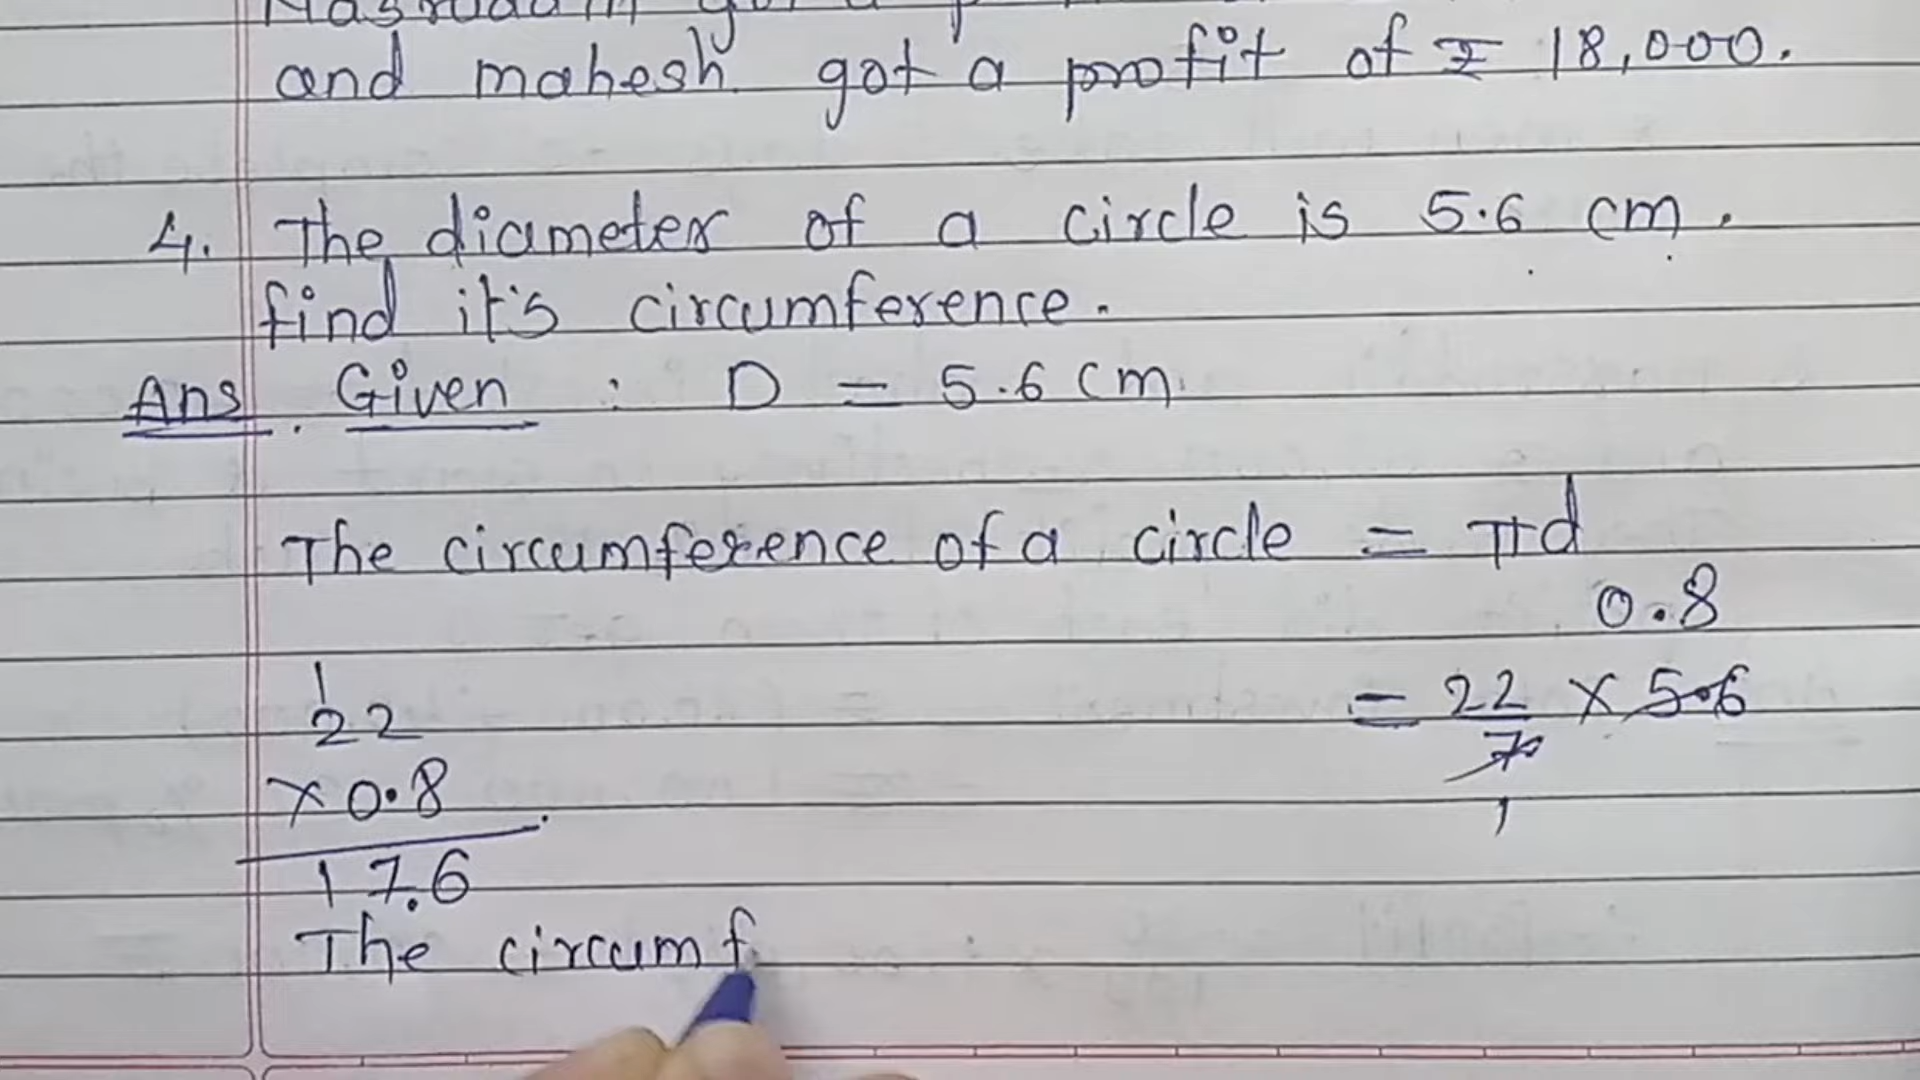 and mahesh got a profit of ₹ 18,000.
4. The diameter of a circle is 5.6 cm.
find it's circumference.
Ans. Given : D = 5.6 cm.
The circumference of a circle = πd
0.8
= 22 × 5.6
7
1
1
22
× 0.8
17.6
The circumf